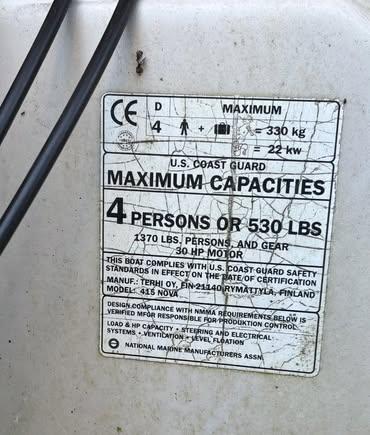 CE D MAXIMUM
4 + = 330 kg
= 22 kw
U.S. COAST GUARD
MAXIMUM CAPACITIES
4 PERSONS OR 530 LBS
1370 LBS. PERSONS, AND GEAR
30 HP MOTOR
THIS BOAT COMPLIES WITH U.S. COAST GUARD SAFETY
STANDARDS IN EFFECT ON THE DATE OF CERTIFICATION
MANUF.: TERHI OY, FIN-21140 RYMÄTTYLÄ, FINLAND
MODEL: 415 NOVA
DESIGN COMPLIANCE WITH NMMA REQUIREMENTS BELOW IS
VERIFIED MFGR RESPONSIBLE FOR PRODUKTION CONTROL
LOAD & HP CAPACITY • STEERING AND ELECTRICAL
SYSTEMS • VENTILATION • LEVEL FLOATION
NATIONAL MARINE MANUFACTURERS ASSN.